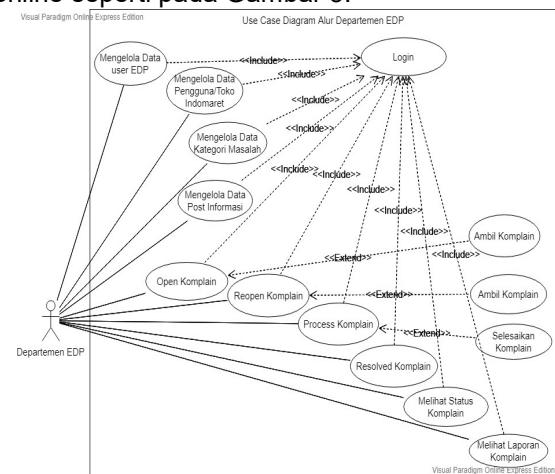 online seperti pada Gambar 6.
Visual Paradigm Online Express Edition
Use Case Diagram Alur Departemen EDP
Mengelola Data
user EDP
<<Include>>
Login
Mengelola Data
Pengguna/Toko
Indomaret
<<Include>>
<<Include>>
Mengelola Data
Kategori Masalah
<<Include>>
Mengelola Data
Post Informasi
<<Include>>
<<Include>>
<<Include>>
<<Include>>
<<Include>>
<<Include>>
Ambil Komplain
<<Extend>>
Open Komplain
Reopen Komplain
<<Extend>>
Ambil Komplain
Process Komplain
<<Extend>>
Selesaikan
Komplain
Departemen EDP
Resolved Komplain
Melihat Status
Komplain
Melihat Laporan
Komplain
Visual Paradigm Online Express Edition